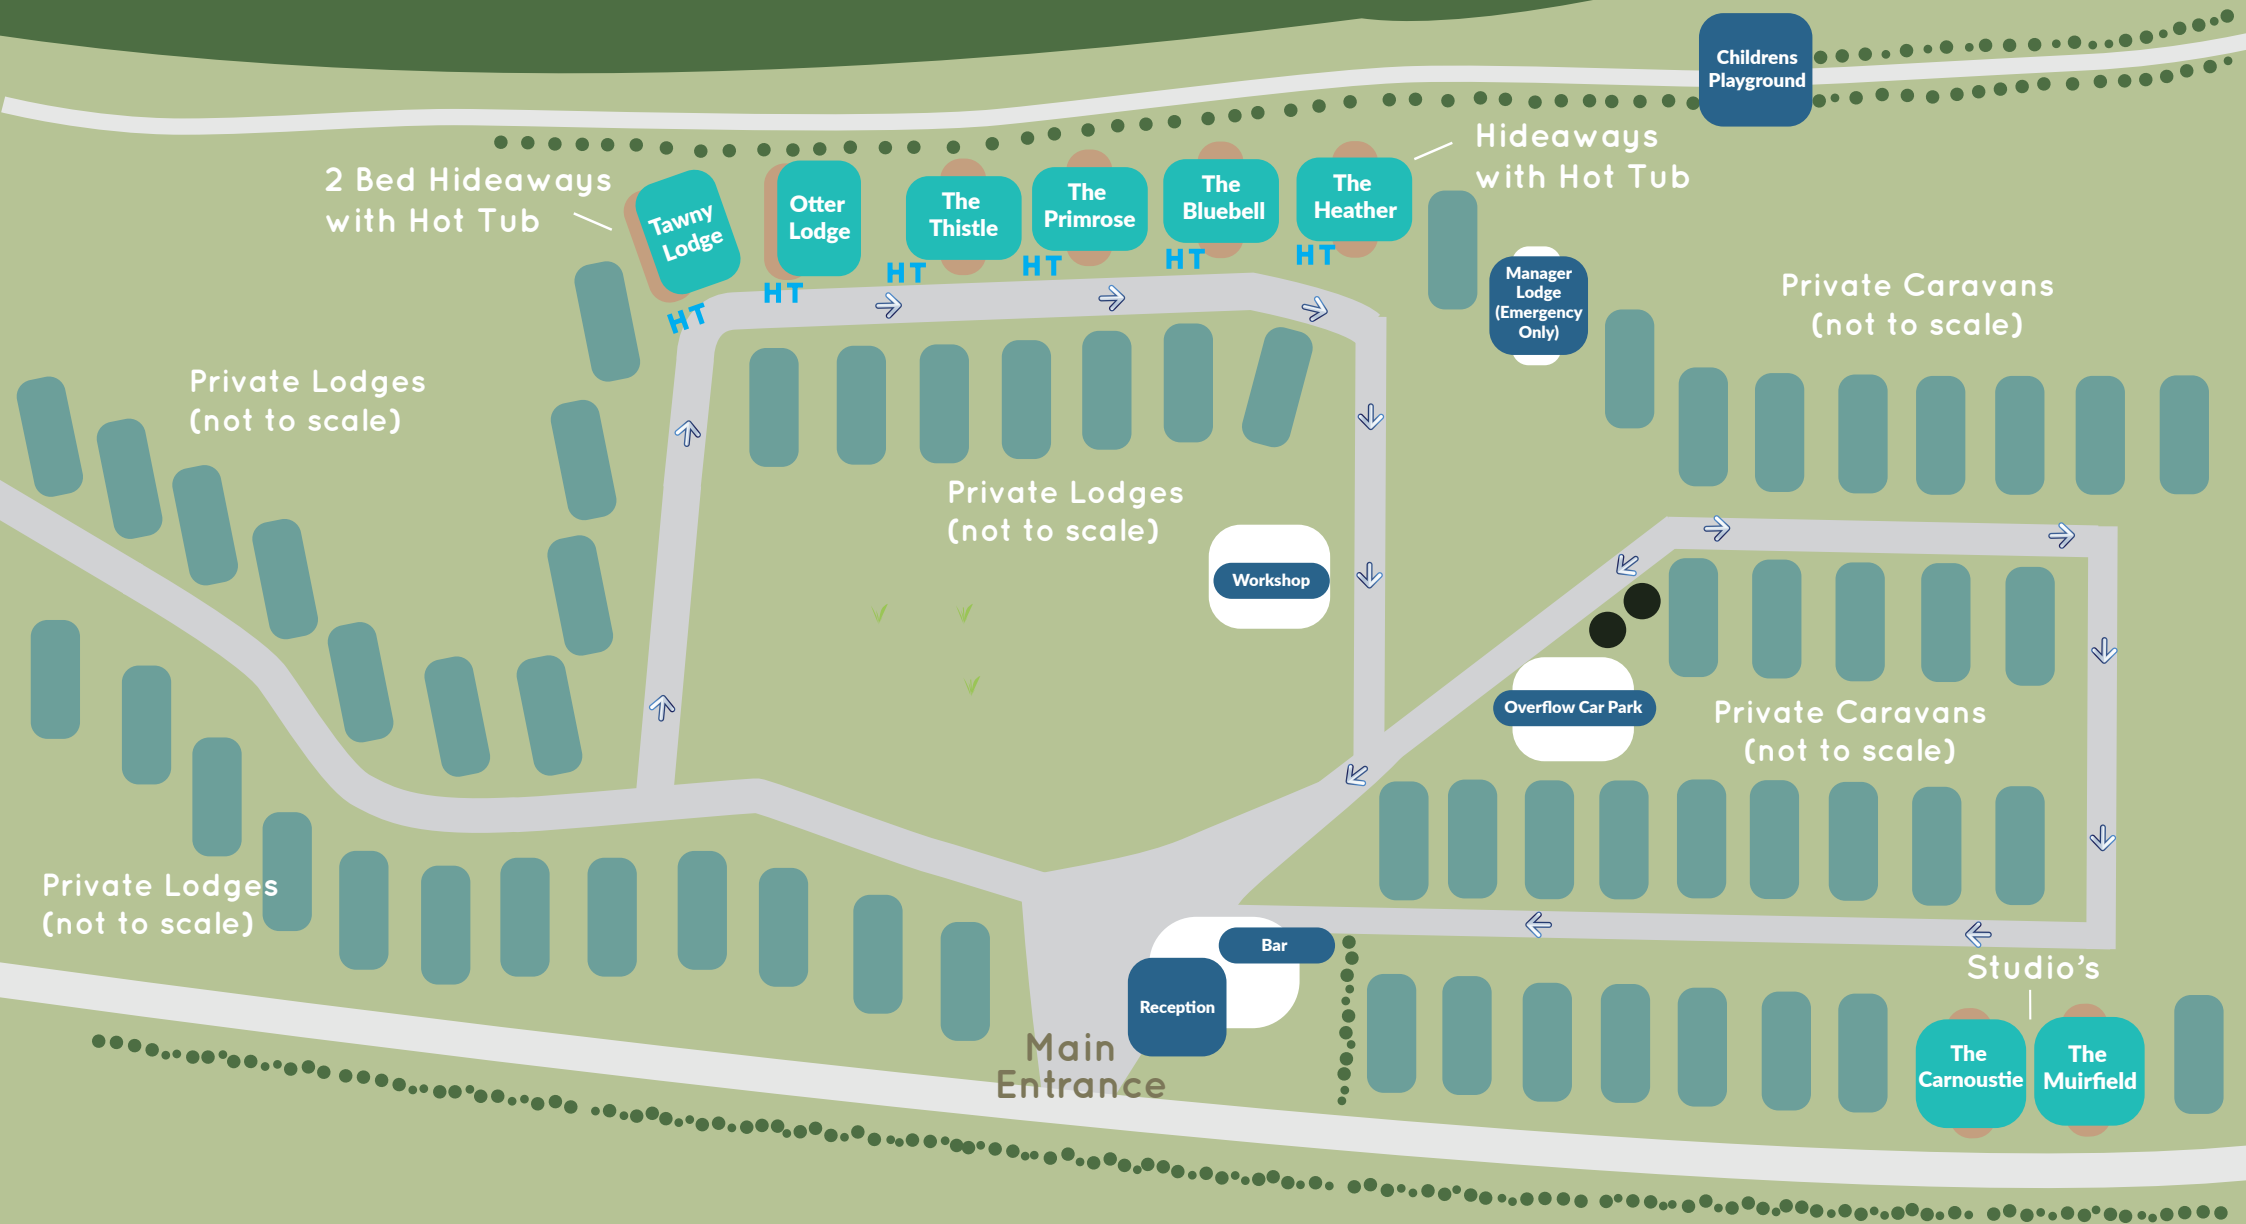 Childrens
Playground
Hideaways
with Hot Tub
2 Bed Hideaways
with Hot Tub
Tawny
Lodge
Otter
Lodge
The
Thistle
The
Primrose
The
Bluebell
The
Heather
HT
HT
HT
HT
HT
HT
Manager
Lodge
(Emergency
Only)
Private Caravans
(not to scale)
Private Lodges
(not to scale)
Private Lodges
(not to scale)
Workshop
Overflow Car Park
Private Caravans
(not to scale)
Private Lodges
(not to scale)
Bar
Reception
Main
Entrance
Studio's
The
Carnoustie
The
Muirfield